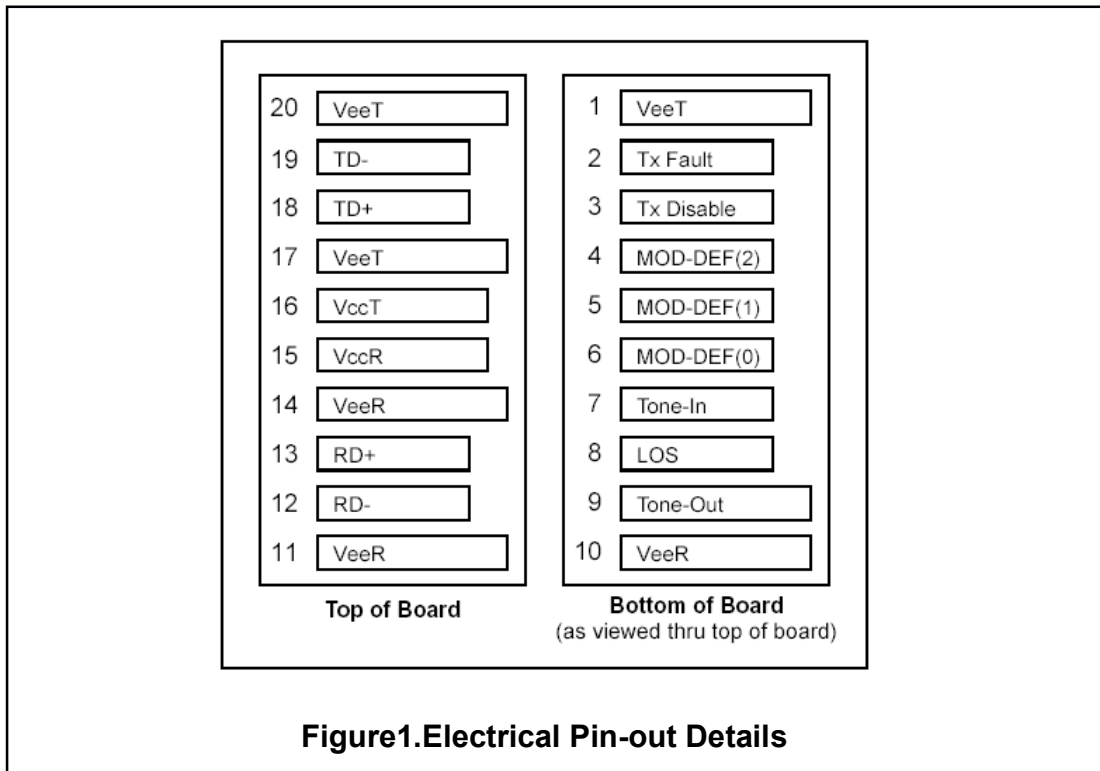 20 VeeT
19 TD-
18 TD+
17 VeeT
16 VccT
15 VccR
14 VeeR
13 RD+
12 RD-
11 VeeR
Top of Board
1 VeeT
2 Tx Fault
3 Tx Disable
4 MOD-DEF(2)
5 MOD-DEF(1)
6 MOD-DEF(0)
7 Tone-In
8 LOS
9 Tone-Out
10 VeeR
Bottom of Board
(as viewed thru top of board)
Figure1.Electrical Pin-out Details